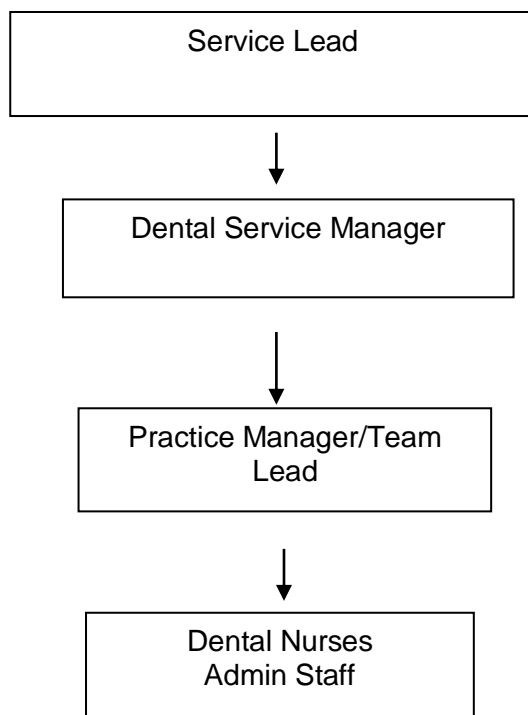 Service Lead
Dental Service Manager
Practice Manager/Team
Lead
Dental Nurses
Admin Staff